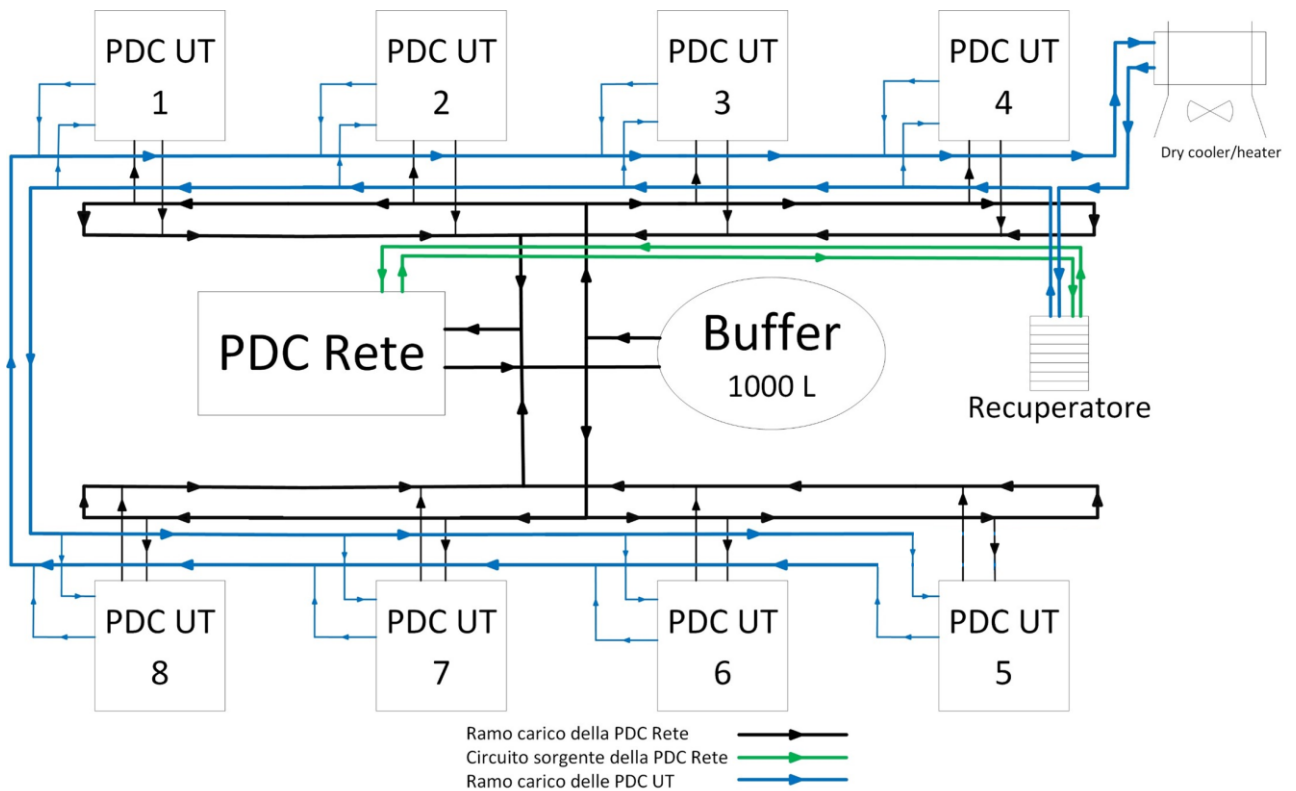 PDC UT
1
PDC UT
2
PDC UT
3
PDC UT
4
Dry cooler/heater
PDC Rete
Buffer
1000 L
Recuperatore
PDC UT
8
PDC UT
7
PDC UT
6
PDC UT
5
Ramo carico della PDC Rete
Circuito sorgente della PDC Rete
Ramo carico delle PDC UT